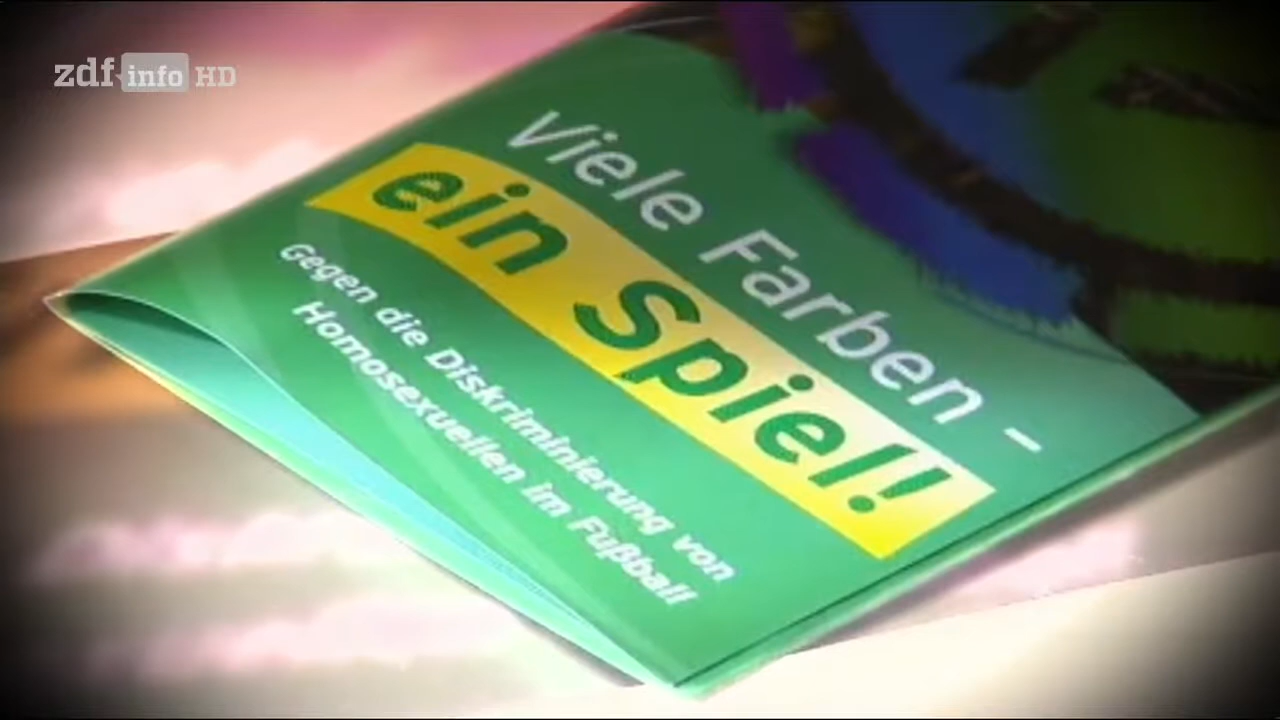 zdf info HD
Viele Farben –
ein Spiel!
Gegen die Diskriminierung von
Homosexuellen im Fußball